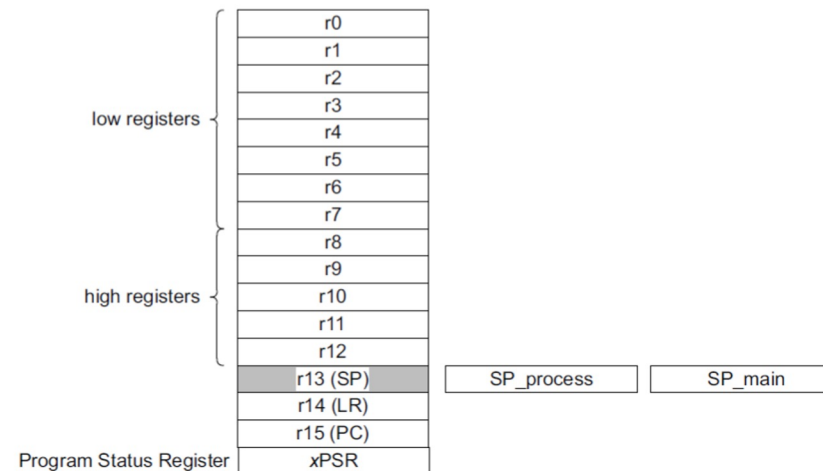 r0
r1
r2
r3
low registers
r4
r5
r6
r7
r8
r9
high registers
r10
r11
r12
r13 (SP) SP_process SP_main
r14 (LR)
r15 (PC)
Program Status Register xPSR